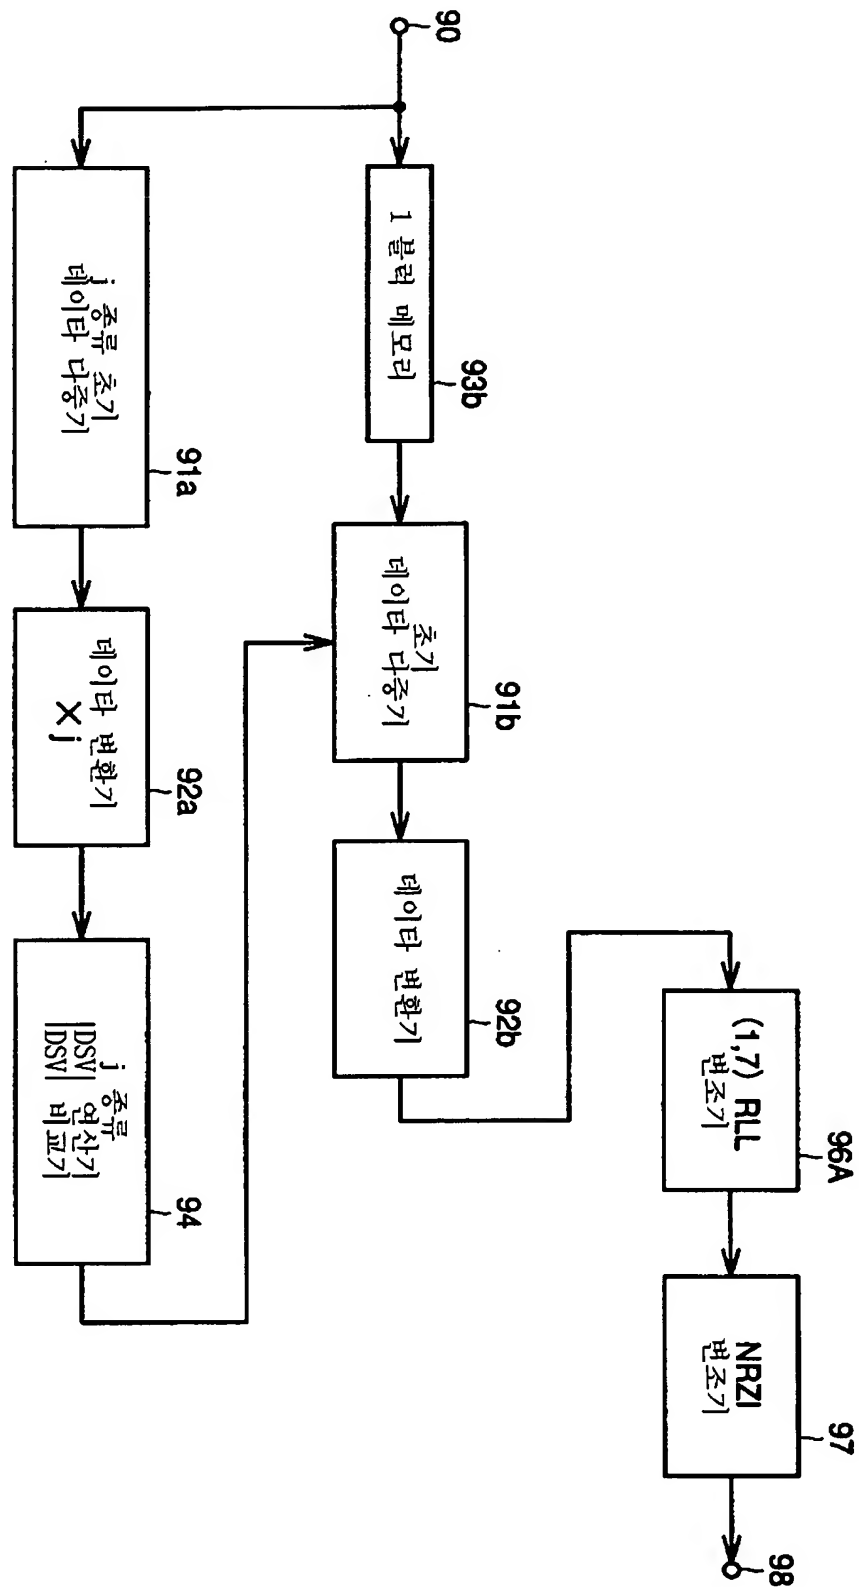 90
1 블럭 메모리
93b
j 종류 초기
데이타 다중기
91a
초기
데이타 다중기
91b
데이타 변환기
×j
92a
데이타 변환기
92b
j 종류
|DSV| 연산기
|DSV| 비교기
94
(1,7) RLL
변조기
96A
NRZI
변조기
97
98